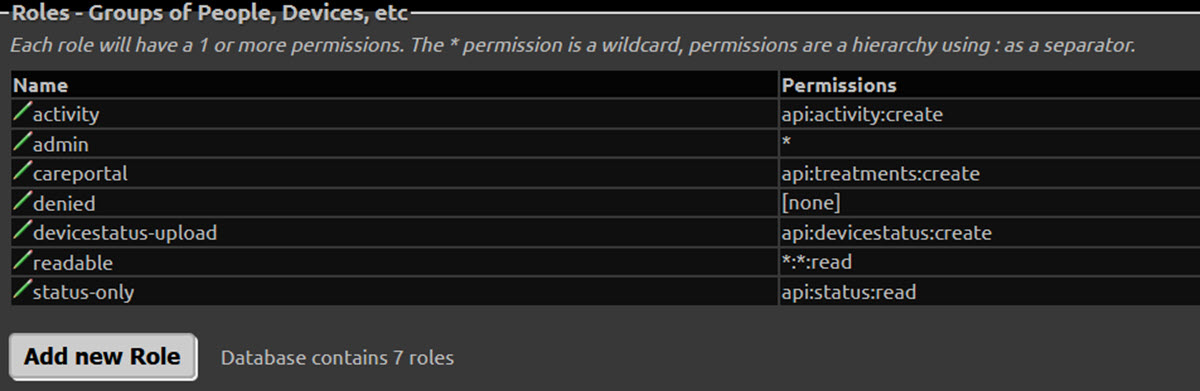 Roles - Groups of People, Devices, etc
Each role will have a 1 or more permissions. The * permission is a wildcard, permissions are a hierarchy using : as a separator.
Name Permissions
activity api:activity:create
admin *
careportal api:treatments:create
denied [none]
devicestatus-upload api:devicestatus:create
readable *:*:read
status-only api:status:read
Add new Role Database contains 7 roles